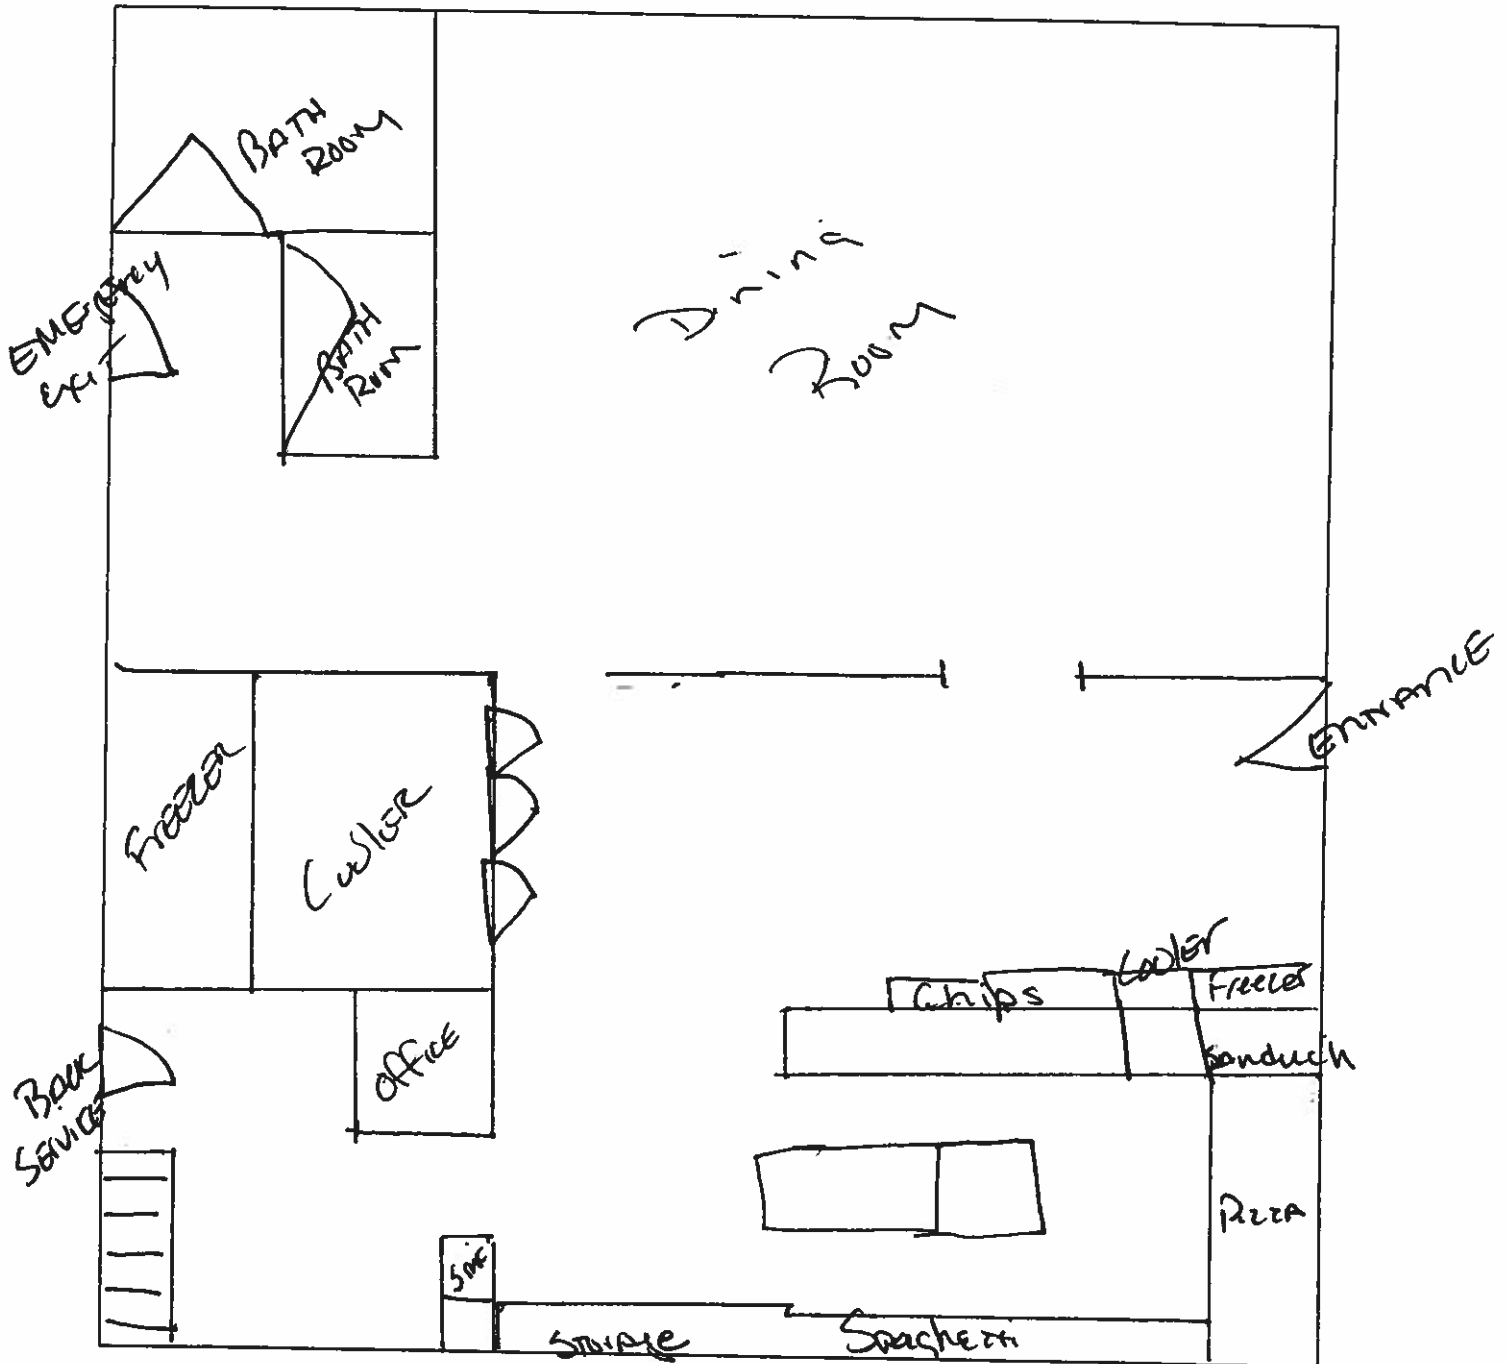 BATH
ROOM
EMERgency
Exit
BATH
ROOM
Dining
Room
ENTRANCE
FREEZER
COOLER
Cooler
Chips
Freezer
Sandwich
OFFICE
BACK
SERVICE
PIZZA
STORAGE
Spaghetti